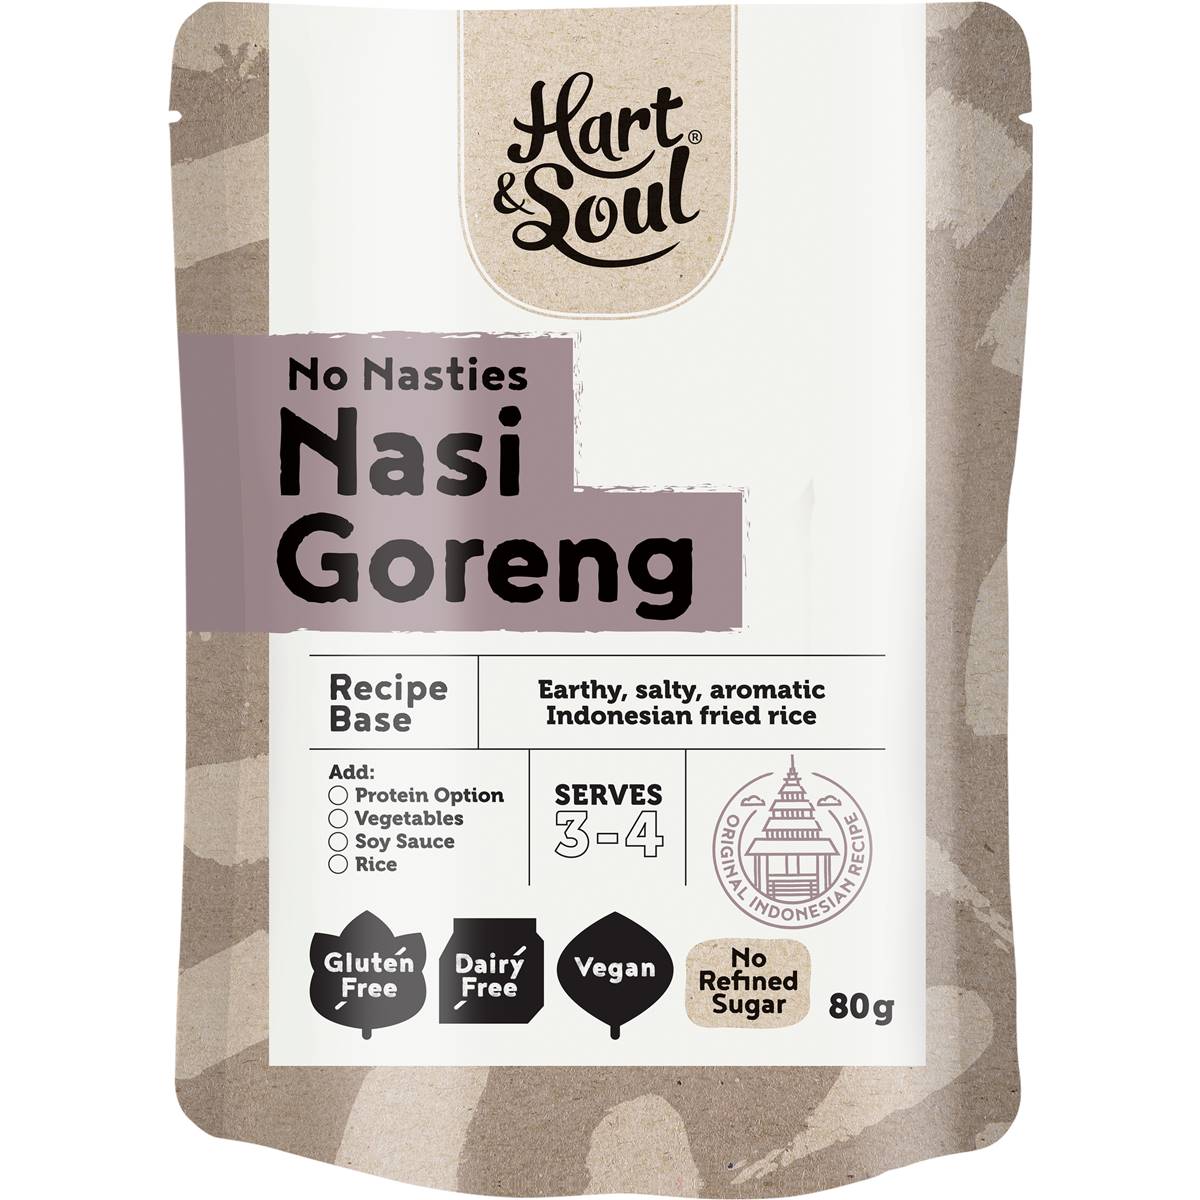 Hart®
&Soul
No Nasties
Nasi
Goreng
Recipe
Base
Earthy, salty, aromatic
Indonesian fried rice
Add:
Protein Option
Vegetables
Soy Sauce
Rice
SERVES
3-4
ORIGINAL INDONESIAN RECIPE
Gluten
Free
Dairy
Free
Vegan
No
Refined
Sugar
80g